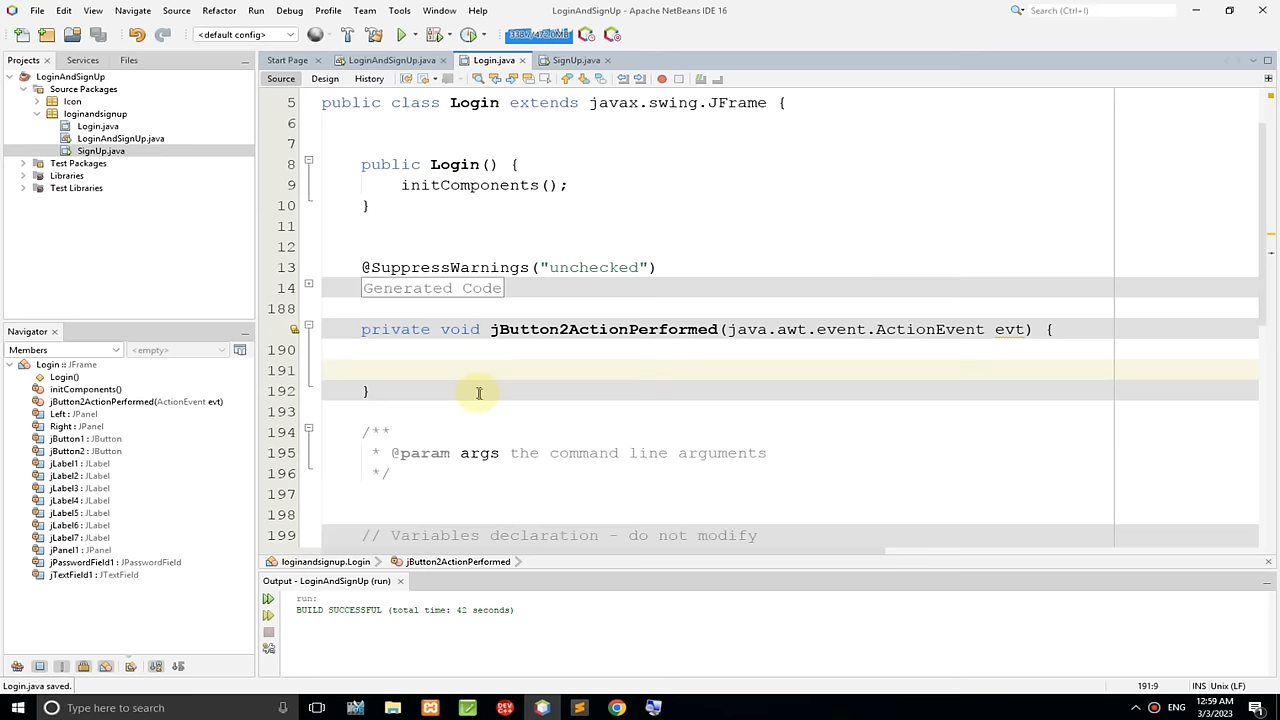 File Edit View Navigate Source Refactor Run Debug Profile Team Tools Window Help LoginAndSignUp - Apache NetBeans IDE 16 Search (Ctrl+I)
<default config>
Projects Services Files
Start Page LoginAndSignUp.java Login.java SignUp.java
Source Design History
LoginAndSignUp
Source Packages
Icon
loginandsignup
Login.java
LoginAndSignUp.java
SignUp.java
Test Packages
Libraries
Test Libraries
5 public class Login extends javax.swing.JFrame {
6
7
8 public Login() {
9 initComponents();
10 }
11
12
13 @SuppressWarnings("unchecked")
14 Generated Code
188
private void jButton2ActionPerformed(java.awt.event.ActionEvent evt) {
190
191
192 }
193
194 /**
195 * @param args the command line arguments
196 */
197
198
199 // Variables declaration - do not modify
Navigator
Members <empty>
Login :: JFrame
Login()
initComponents()
jButton2ActionPerformed(ActionEvent evt)
Left : JPanel
Right : JPanel
jButton1 : JButton
jButton2 : JButton
jLabel1 : JLabel
jLabel2 : JLabel
jLabel3 : JLabel
jLabel4 : JLabel
jLabel5 : JLabel
jLabel6 : JLabel
jLabel7 : JLabel
jPanel1 : JPanel
jPasswordField1 : JPasswordField
jTextField1 : JTextField
loginandsignup.Login jButton2ActionPerformed
Output - LoginAndSignUp (run)
run:
BUILD SUCCESSFUL (total time: 42 seconds)
Login.java saved. 191:9 INS Unix (LF)
Type here to search ENG 12:59 AM
3/3/2023